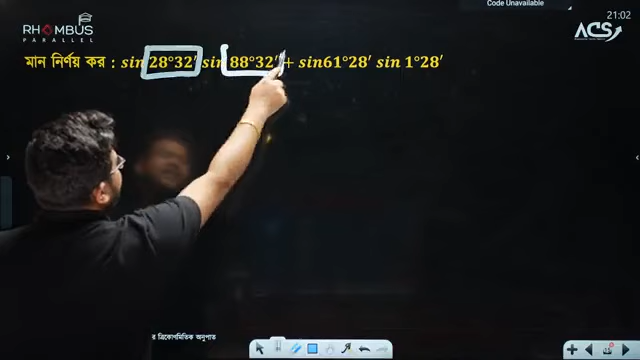 Code Unavailable
21:02
RHOMBUS
PARALLEL
ACS
মান নির্ণয় কর : sin 28°32′ sin 88°32′ + sin61°28′ sin 1°28′
র ত্রিকোণমিতিক অনুপাত